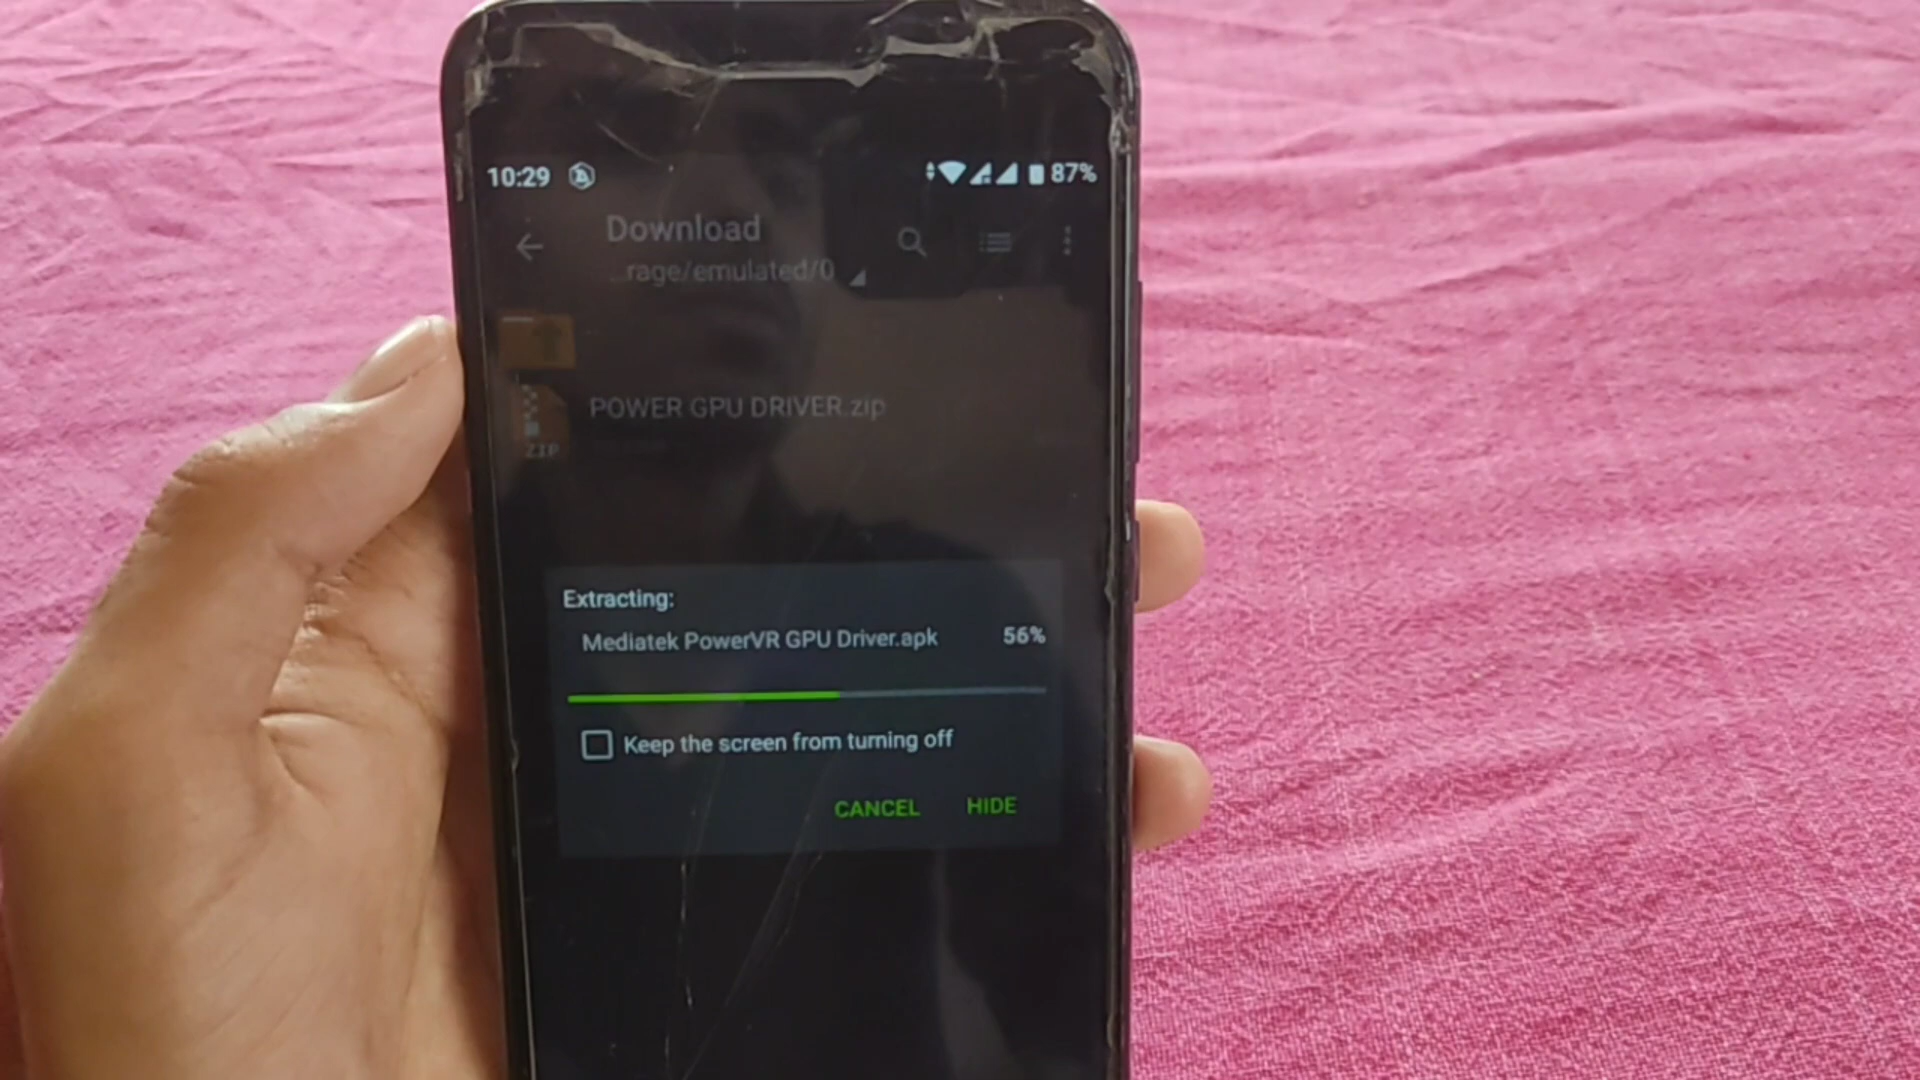 10:29
87%
Download
...rage/emulated/0
POWER GPU DRIVER.zip
ZIP
Extracting:
Mediatek PowerVR GPU Driver.apk 56%
Keep the screen from turning off
CANCEL HIDE